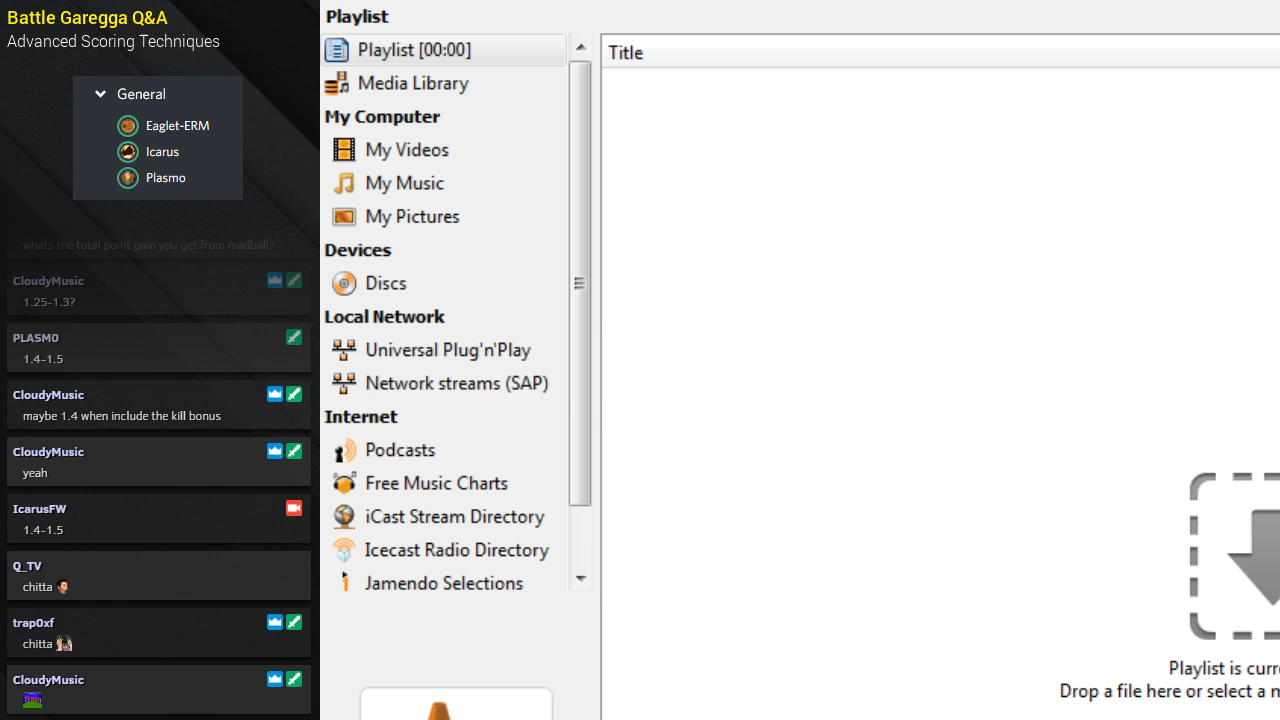 Battle Garegga Q&A
Advanced Scoring Techniques
General
Eaglet-ERM
Icarus
Plasmo
whats the total point gain you get from madball?
CloudyMusic
1.25-1.3?
PLASMO
1.4-1.5
CloudyMusic
maybe 1.4 when include the kill bonus
CloudyMusic
yeah
IcarusFW
1.4-1.5
Q_TV
chitta
trap0xf
chitta
CloudyMusic
Playlist
Playlist [00:00]
Media Library
My Computer
My Videos
My Music
My Pictures
Devices
Discs
Local Network
Universal Plug'n'Play
Network streams (SAP)
Internet
Podcasts
Free Music Charts
iCast Stream Directory
Icecast Radio Directory
Jamendo Selections
Title
Playlist is curre
Drop a file here or select a m